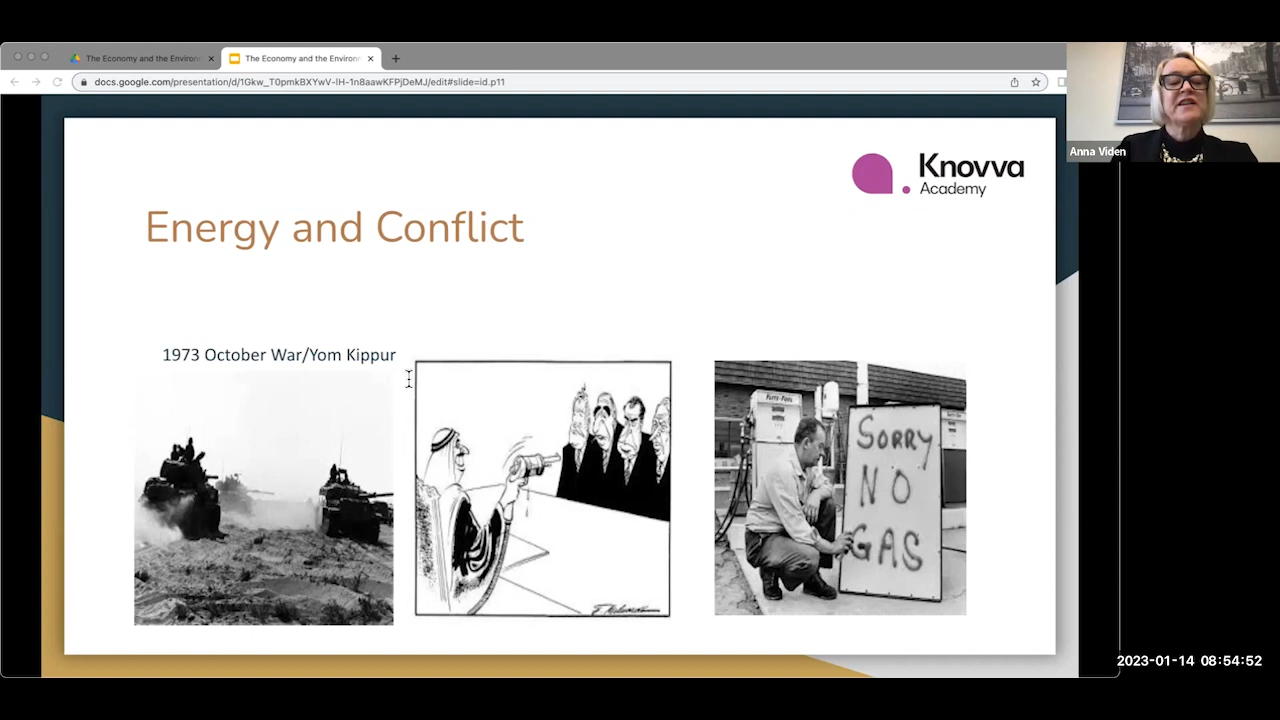 The Economy and the Environ
The Economy and the Environ
docs.google.com/presentation/d/1Gkw_T0pmkBXYwV-lH-1n8aawKFPjDeMJ/edit#slide=id.p11
Anna Viden
Knovva
Academy
Energy and Conflict
1973 October War/Yom Kippur
SORRY
NO
GAS
2023-01-14 08:54:52